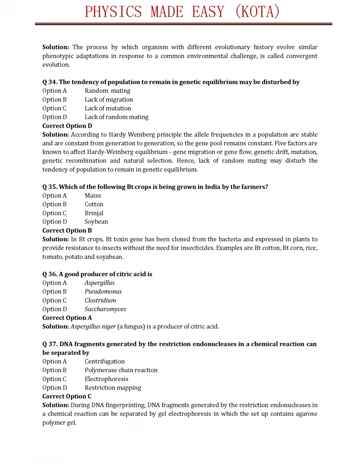 PHYSICS MADE EASY (KOTA)
Solution: The process by which organism with different evolutionary history evolve similar
phenotypic adaptations in response to a common environmental challenge, is called convergent
evolution.
Q 34. The tendency of population to remain in genetic equilibrium may be disturbed by
Option A Random mating
Option B Lack of migration
Option C Lack of mutation
Option D Lack of random mating
Correct Option D
Solution: According to Hardy Weinberg principle the allele frequencies in a population are stable
and are constant from generation to generation, so the gene pool remains constant. Five factors are
known to affect Hardy-Weinberg equilibrium - gene migration or gene flow, genetic drift, mutation,
genetic recombination and natural selection. Hence, lack of random mating may disturb the
tendency of population to remain in genetic equilibrium.
Q 35. Which of the following Bt crops is being grown in India by the farmers?
Option A Maize
Option B Cotton
Option C Brinjal
Option D Soybean
Correct Option B
Solution: In Bt crops, Bt toxin gene has been cloned from the bacteria and expressed in plants to
provide resistance to insects without the need for insecticides. Examples are Bt cotton, Bt corn, rice,
tomato, potato and soyabean.
Q 36. A good producer of citric acid is
Option A Aspergillus
Option B Pseudomonas
Option C Clostridium
Option D Saccharomyces
Correct Option A
Solution: Aspergillus niger (a fungus) is a producer of citric acid.
Q 37. DNA fragments generated by the restriction endonucleases in a chemical reaction can
be separated by
Option A Centrifugation
Option B Polymerase chain reaction
Option C Electrophoresis
Option D Restriction mapping
Correct Option C
Solution: During DNA fingerprinting, DNA fragments generated by the restriction endonucleases in
a chemical reaction can be separated by gel electrophoresis in which the set up contains agarose
polymer gel.